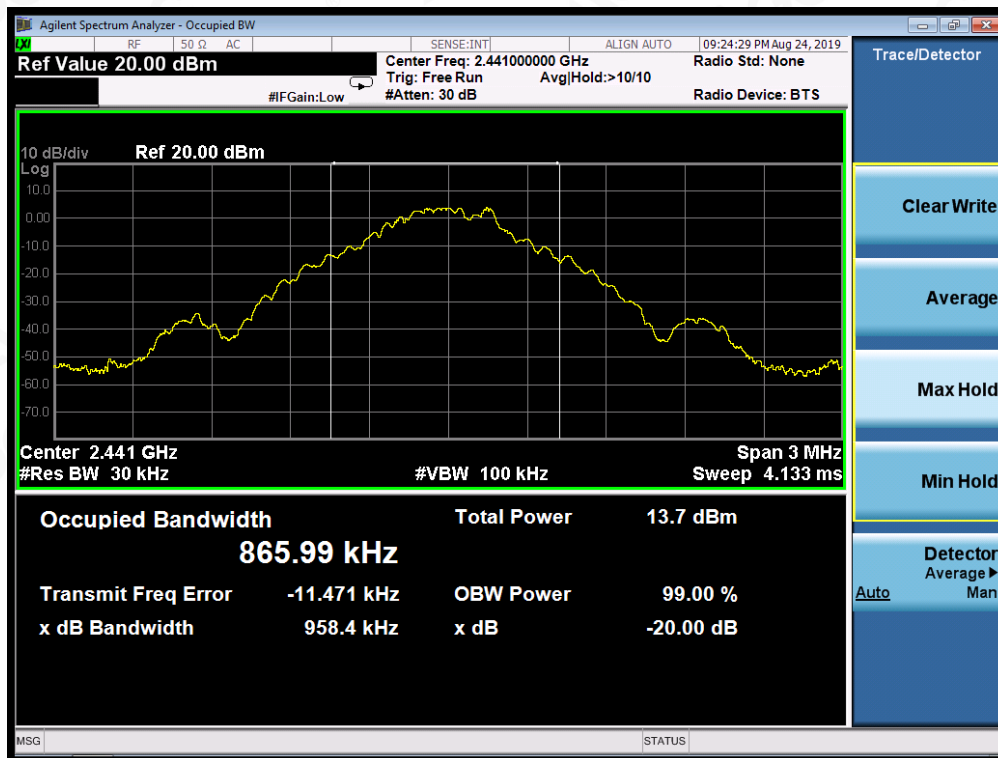 Agilent Spectrum Analyzer - Occupied BW
LXI RF 50 Ω AC SENSE:INT ALIGN AUTO 09:24:29 PM Aug 24, 2019
Ref Value 20.00 dBm
Center Freq: 2.441000000 GHz
Radio Std: None
Trig: Free Run Avg|Hold:>10/10
#IFGain:Low
#Atten: 30 dB
Radio Device: BTS
10 dB/div Ref 20.00 dBm
Log
10.0
0.00
-10.0
-20.0
-30.0
-40.0
-50.0
-60.0
-70.0
Center 2.441 GHz Span 3 MHz
#Res BW 30 kHz #VBW 100 kHz Sweep 4.133 ms
Occupied Bandwidth Total Power 13.7 dBm
865.99 kHz
Transmit Freq Error -11.471 kHz OBW Power 99.00 %
x dB Bandwidth 958.4 kHz x dB -20.00 dB
MSG STATUS
Trace/Detector
Clear Write
Average
Max Hold
Min Hold
Detector
Average▶
Auto Man